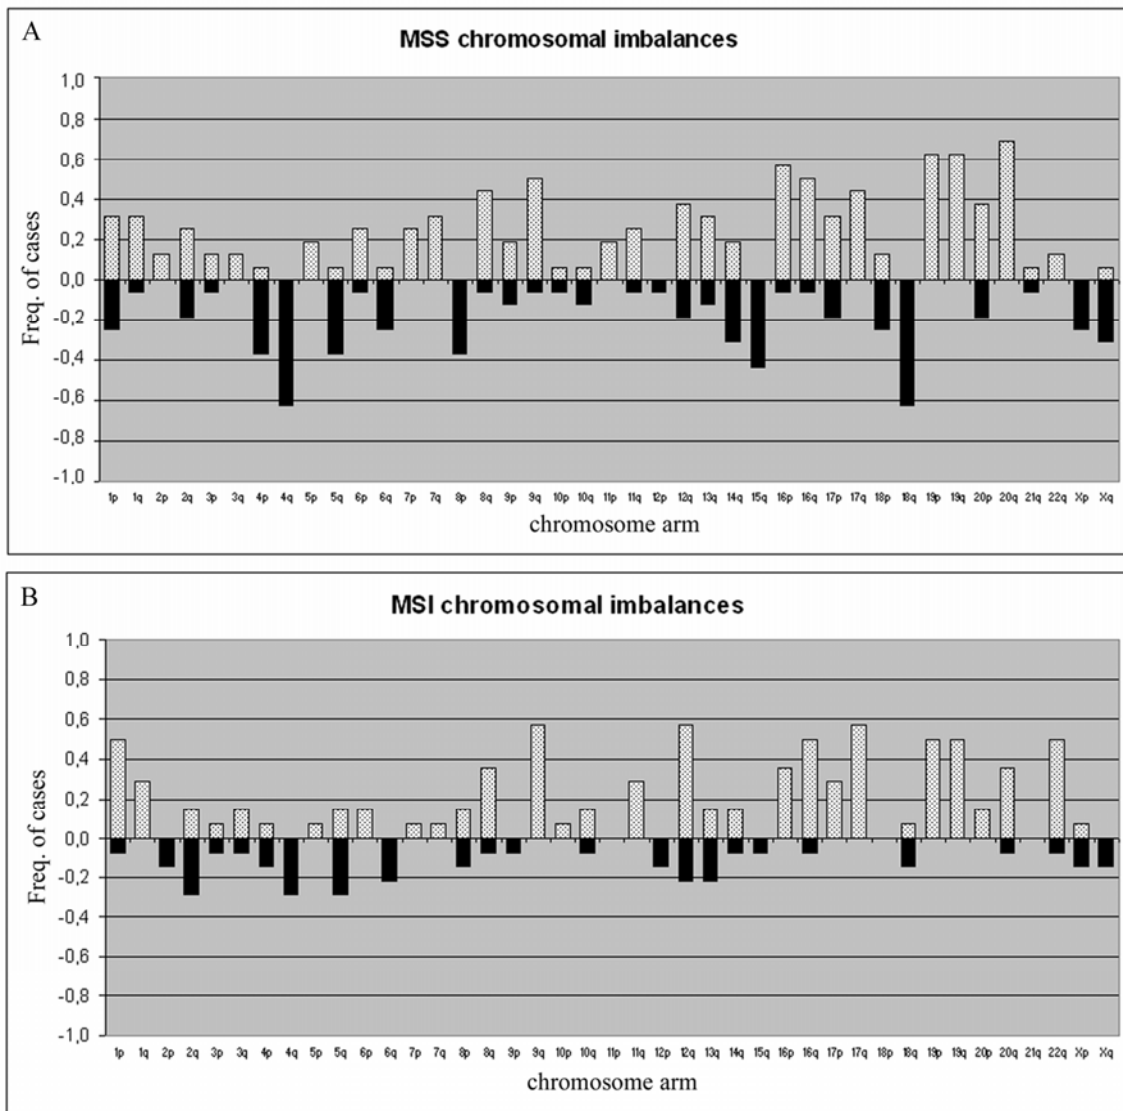 A
MSS chromosomal imbalances
1,0
0,8
0,6
0,4
0,2
0,0
-0,2
-0,4
-0,6
-0,8
-1,0
Freq. of cases
1p 1q 2p 2q 3p 3q 4p 4q 5p 5q 6p 6q 7p 7q 8p 8q 9p 9q 10p 10q 11p 11q 12p 12q 13q 14q 15q 16p 16q 17p 17q 18p 18q 19p 19q 20p 20q 21q 22q Xp Xq
chromosome arm
B
MSI chromosomal imbalances
1,0
0,8
0,6
0,4
0,2
0,0
-0,2
-0,4
-0,6
-0,8
-1,0
Freq. of cases
1p 1q 2p 2q 3p 3q 4p 4q 5p 5q 6p 6q 7p 7q 8p 8q 9p 9q 10p 10q 11p 11q 12p 12q 13q 14q 15q 16p 16q 17p 17q 18p 18q 19p 19q 20p 20q 21q 22q Xp Xq
chromosome arm